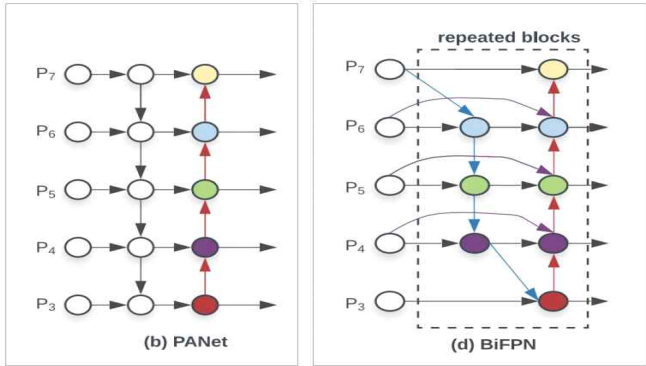 P7
P6
P5
P4
P3
(b) PANet
repeated blocks
P7
P6
P5
P4
P3
(d) BiFPN